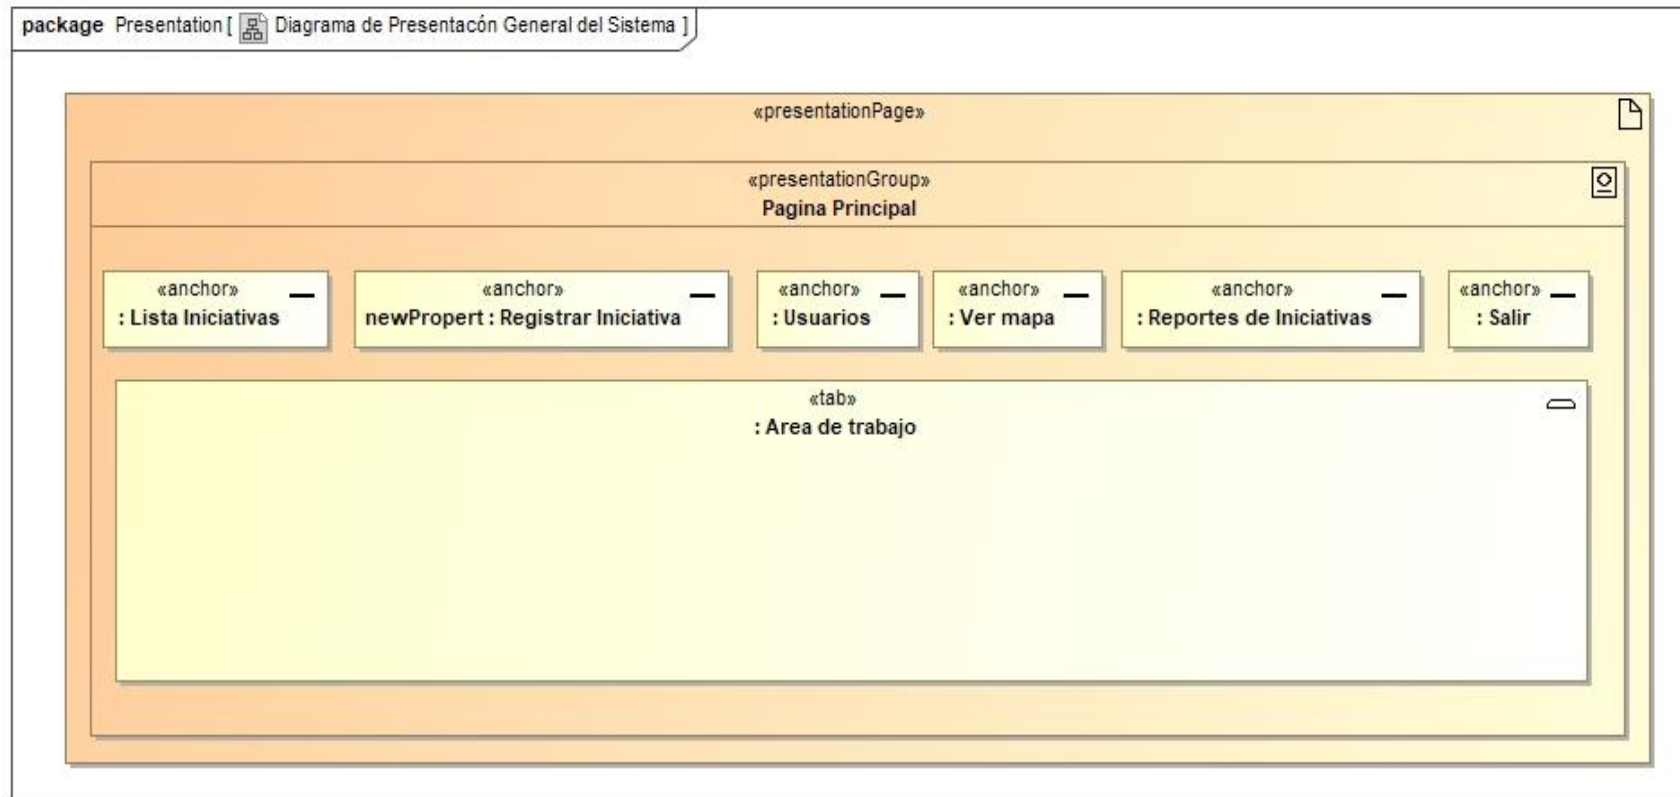 package Presentation [ Diagrama de Presentacón General del Sistema ]
«presentationPage»
«presentationGroup»
Pagina Principal
«anchor»
: Lista Iniciativas
«anchor»
newPropert : Registrar Iniciativa
«anchor»
: Usuarios
«anchor»
: Ver mapa
«anchor»
: Reportes de Iniciativas
«anchor»
: Salir
«tab»
: Area de trabajo